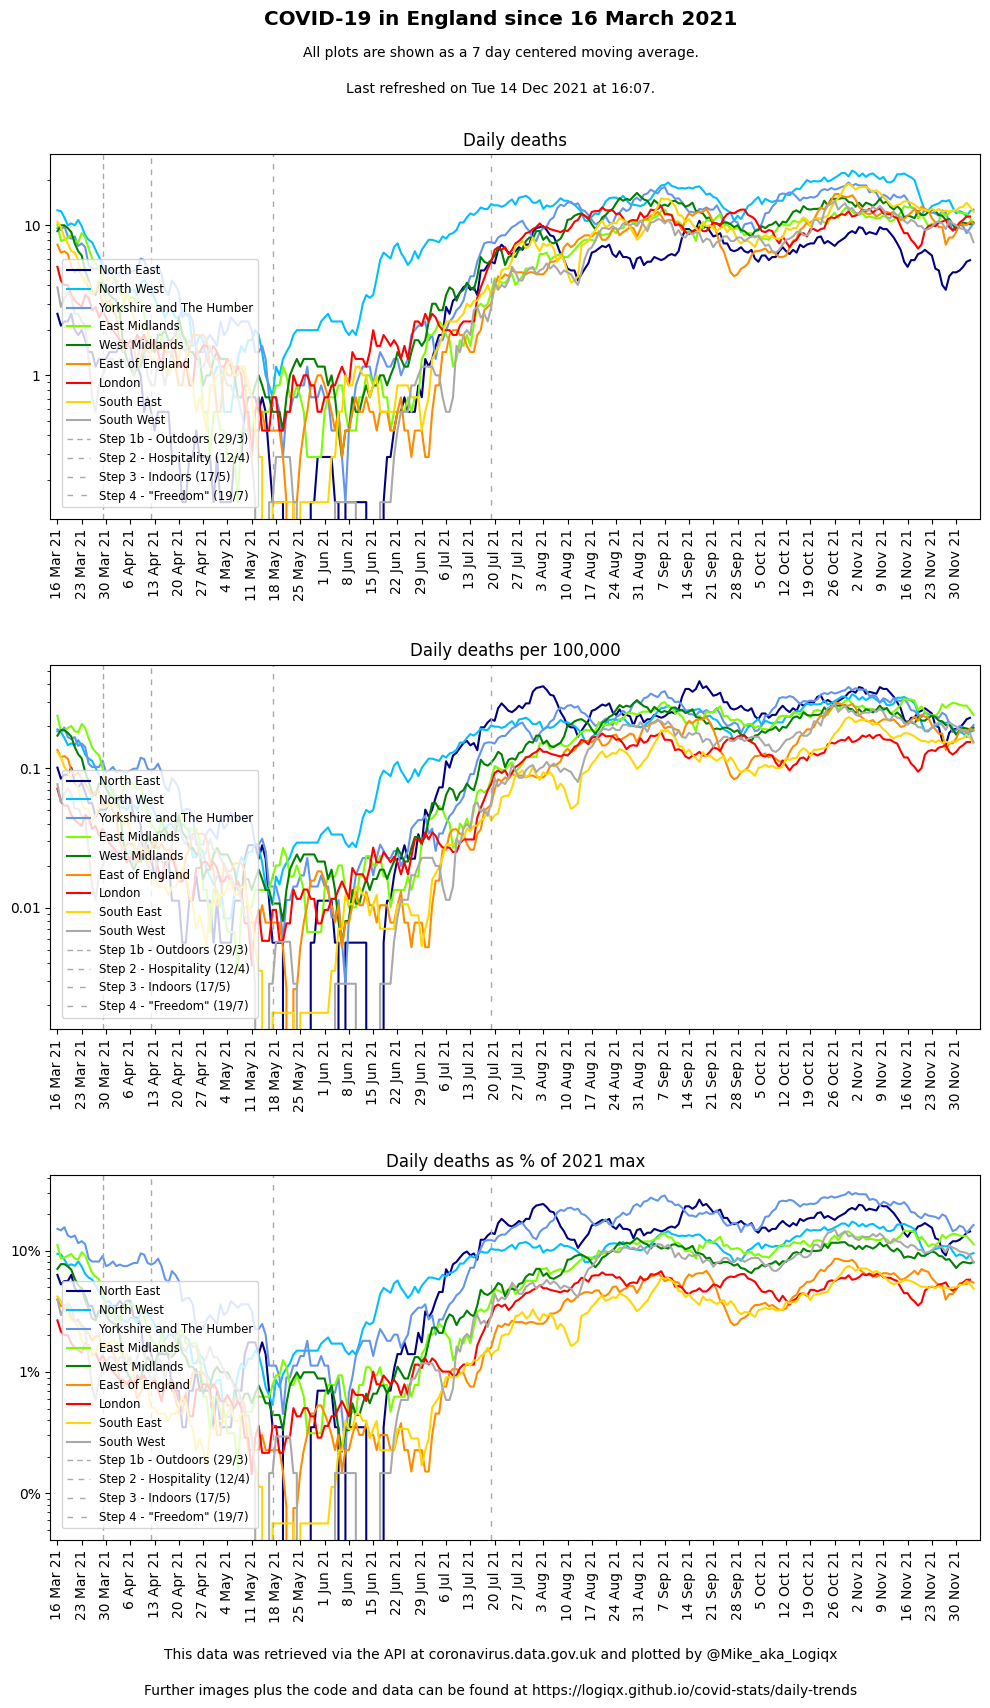 COVID-19 in England since 16 March 2021
All plots are shown as a 7 day centered moving average.
Last refreshed on Tue 14 Dec 2021 at 16:07.
Daily deaths
10
1
North East
North West
Yorkshire and The Humber
East Midlands
West Midlands
East of England
London
South East
South West
Step 1b - Outdoors (29/3)
Step 2 - Hospitality (12/4)
Step 3 - Indoors (17/5)
Step 4 - "Freedom" (19/7)
16 Mar 21
23 Mar 21
30 Mar 21
6 Apr 21
13 Apr 21
20 Apr 21
27 Apr 21
4 May 21
11 May 21
18 May 21
25 May 21
1 Jun 21
8 Jun 21
15 Jun 21
22 Jun 21
29 Jun 21
6 Jul 21
13 Jul 21
20 Jul 21
27 Jul 21
3 Aug 21
10 Aug 21
17 Aug 21
24 Aug 21
31 Aug 21
7 Sep 21
14 Sep 21
21 Sep 21
28 Sep 21
5 Oct 21
12 Oct 21
19 Oct 21
26 Oct 21
2 Nov 21
9 Nov 21
16 Nov 21
23 Nov 21
30 Nov 21
Daily deaths per 100,000
0.1
0.01
North East
North West
Yorkshire and The Humber
East Midlands
West Midlands
East of England
London
South East
South West
Step 1b - Outdoors (29/3)
Step 2 - Hospitality (12/4)
Step 3 - Indoors (17/5)
Step 4 - "Freedom" (19/7)
16 Mar 21
23 Mar 21
30 Mar 21
6 Apr 21
13 Apr 21
20 Apr 21
27 Apr 21
4 May 21
11 May 21
18 May 21
25 May 21
1 Jun 21
8 Jun 21
15 Jun 21
22 Jun 21
29 Jun 21
6 Jul 21
13 Jul 21
20 Jul 21
27 Jul 21
3 Aug 21
10 Aug 21
17 Aug 21
24 Aug 21
31 Aug 21
7 Sep 21
14 Sep 21
21 Sep 21
28 Sep 21
5 Oct 21
12 Oct 21
19 Oct 21
26 Oct 21
2 Nov 21
9 Nov 21
16 Nov 21
23 Nov 21
30 Nov 21
Daily deaths as % of 2021 max
10%
1%
0%
North East
North West
Yorkshire and The Humber
East Midlands
West Midlands
East of England
London
South East
South West
Step 1b - Outdoors (29/3)
Step 2 - Hospitality (12/4)
Step 3 - Indoors (17/5)
Step 4 - "Freedom" (19/7)
16 Mar 21
23 Mar 21
30 Mar 21
6 Apr 21
13 Apr 21
20 Apr 21
27 Apr 21
4 May 21
11 May 21
18 May 21
25 May 21
1 Jun 21
8 Jun 21
15 Jun 21
22 Jun 21
29 Jun 21
6 Jul 21
13 Jul 21
20 Jul 21
27 Jul 21
3 Aug 21
10 Aug 21
17 Aug 21
24 Aug 21
31 Aug 21
7 Sep 21
14 Sep 21
21 Sep 21
28 Sep 21
5 Oct 21
12 Oct 21
19 Oct 21
26 Oct 21
2 Nov 21
9 Nov 21
16 Nov 21
23 Nov 21
30 Nov 21
This data was retrieved via the API at coronavirus.data.gov.uk and plotted by @Mike_aka_Logiqx
Further images plus the code and data can be found at https://logiqx.github.io/covid-stats/daily-trends